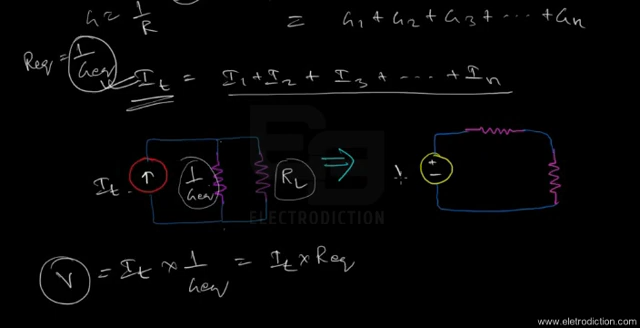 G = 1/R = G1 + G2 + G3 + ----- + Gn
Req = 1/Geq It = I1 + I2 + I3 + ---- + In
It ↑ 1/Geq RL ⇒ V + −
ELECTRODICTION
V = It × 1/Geq = It × Req
www.eletrodiction.com